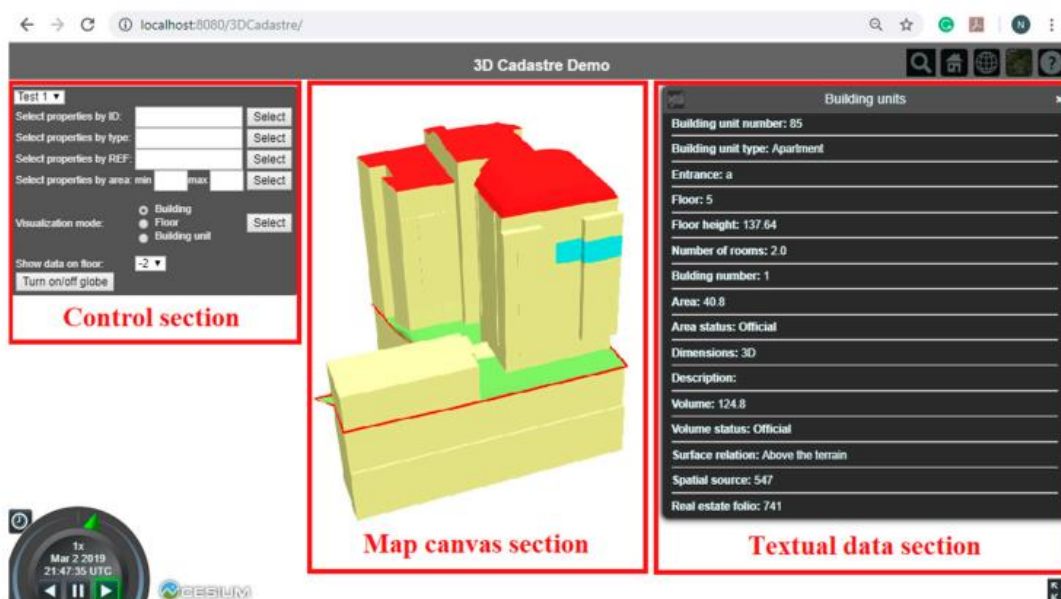 localhost:8080/3DCadastre/
N
3D Cadastre Demo
?
Test 1
Select properties by ID: Select
Select properties by type: Select
Select properties by REF: Select
Select properties by area: min max Select
Visualization mode:
Building
Floor
Building unit
Select
Show data on floor: -2
Turn on/off globe
Control section
Map canvas section
Building units
Building unit number: 85
Building unit type: Apartment
Entrance: a
Floor: 5
Floor height: 137.64
Number of rooms: 2.0
Bulding number: 1
Area: 40.8
Area status: Official
Dimensions: 3D
Description:
Volume: 124.8
Volume status: Official
Surface relation: Above the terrain
Spatial source: 547
Real estate folio: 741
Textual data section
1x
Mar 2 2019
21:47:35 UTC
CESIUM